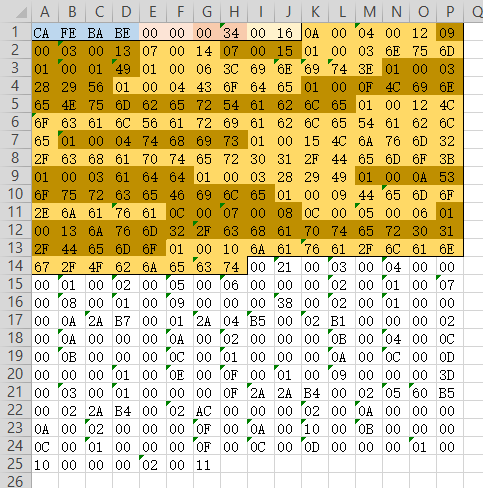 A B C D E F G H I J K L M N O P
1 CA FE BA BE 00 00 00 34 00 16 0A 00 04 00 12 09
2 00 03 00 13 07 00 14 07 00 15 01 00 03 6E 75 6D
3 01 00 01 49 01 00 06 3C 69 6E 69 74 3E 01 00 03
4 28 29 56 01 00 04 43 6F 64 65 01 00 0F 4C 69 6E
5 65 4E 75 6D 62 65 72 54 61 62 6C 65 01 00 12 4C
6 6F 63 61 6C 56 61 72 69 61 62 6C 65 54 61 62 6C
7 65 01 00 04 74 68 69 73 01 00 15 4C 6A 76 6D 32
8 2F 63 68 61 70 74 65 72 30 31 2F 44 65 6D 6F 3B
9 01 00 03 61 64 64 01 00 03 28 29 49 01 00 0A 53
10 6F 75 72 63 65 46 69 6C 65 01 00 09 44 65 6D 6F
11 2E 6A 61 76 61 0C 00 07 00 08 0C 00 05 00 06 01
12 00 13 6A 76 6D 32 2F 63 68 61 70 74 65 72 30 31
13 2F 44 65 6D 6F 01 00 10 6A 61 76 61 2F 6C 61 6E
14 67 2F 4F 62 6A 65 63 74 00 21 00 03 00 04 00 00
15 00 01 00 02 00 05 00 06 00 00 00 02 00 01 00 07
16 00 08 00 01 00 09 00 00 00 38 00 02 00 01 00 00
17 00 0A 2A B7 00 01 2A 04 B5 00 02 B1 00 00 00 02
18 00 0A 00 00 00 0A 00 02 00 00 00 0B 00 04 00 0C
19 00 0B 00 00 00 0C 00 01 00 00 00 0A 00 0C 00 0D
20 00 00 00 01 00 0E 00 0F 00 01 00 09 00 00 00 3D
21 00 03 00 01 00 00 00 0F 2A 2A B4 00 02 05 60 B5
22 00 02 2A B4 00 02 AC 00 00 00 02 00 0A 00 00 00
23 0A 00 02 00 00 00 0F 00 0A 00 10 00 0B 00 00 00
24 0C 00 01 00 00 00 0F 00 0C 00 0D 00 00 00 01 00
25 10 00 00 00 02 00 11